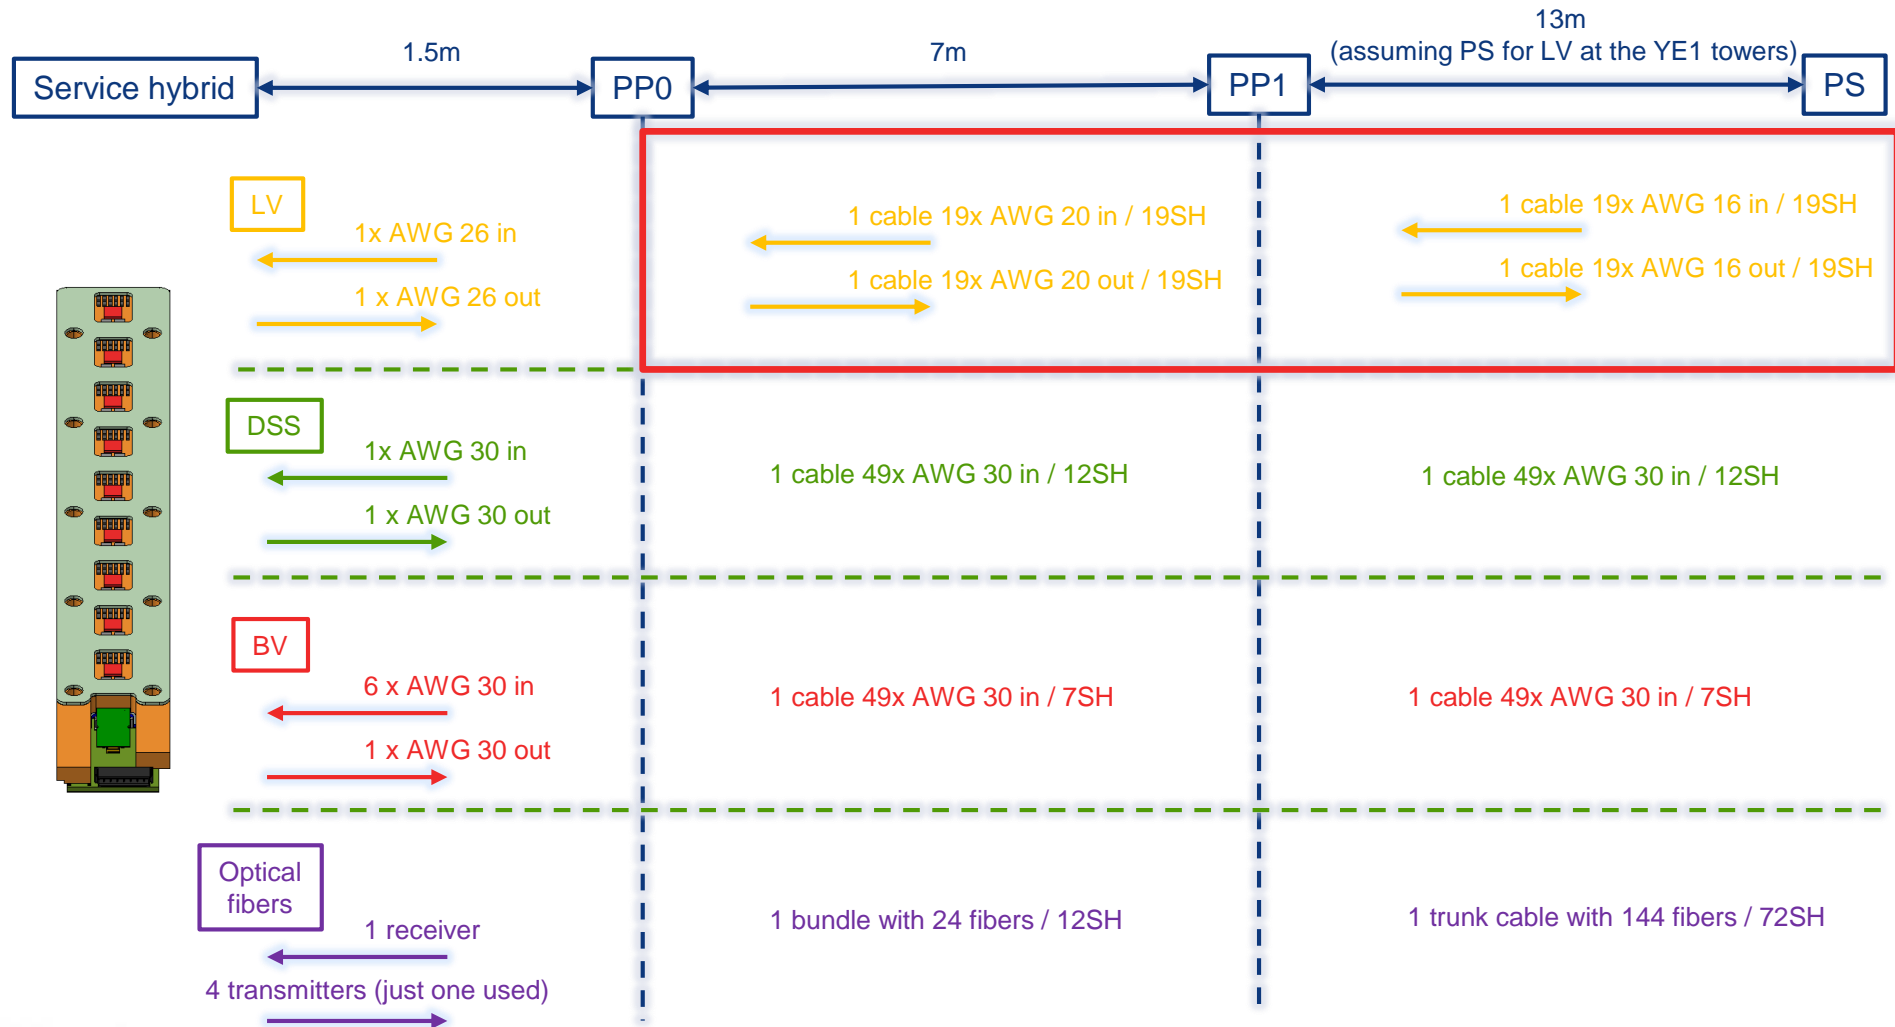 13m
1.5m
7m
(assuming PS for LV at the YE1 towers)
Service hybrid
PP0
PP1
PS
LV
1x AWG 26 in
1 x AWG 26 out
1 cable 19x AWG 20 in / 19SH
1 cable 19x AWG 20 out / 19SH
1 cable 19x AWG 16 in / 19SH
1 cable 19x AWG 16 out / 19SH
DSS
1x AWG 30 in
1 x AWG 30 out
1 cable 49x AWG 30 in / 12SH
1 cable 49x AWG 30 in / 12SH
BV
6 x AWG 30 in
1 x AWG 30 out
1 cable 49x AWG 30 in / 7SH
1 cable 49x AWG 30 in / 7SH
Optical
fibers
1 receiver
4 transmitters (just one used)
1 bundle with 24 fibers / 12SH
1 trunk cable with 144 fibers / 72SH